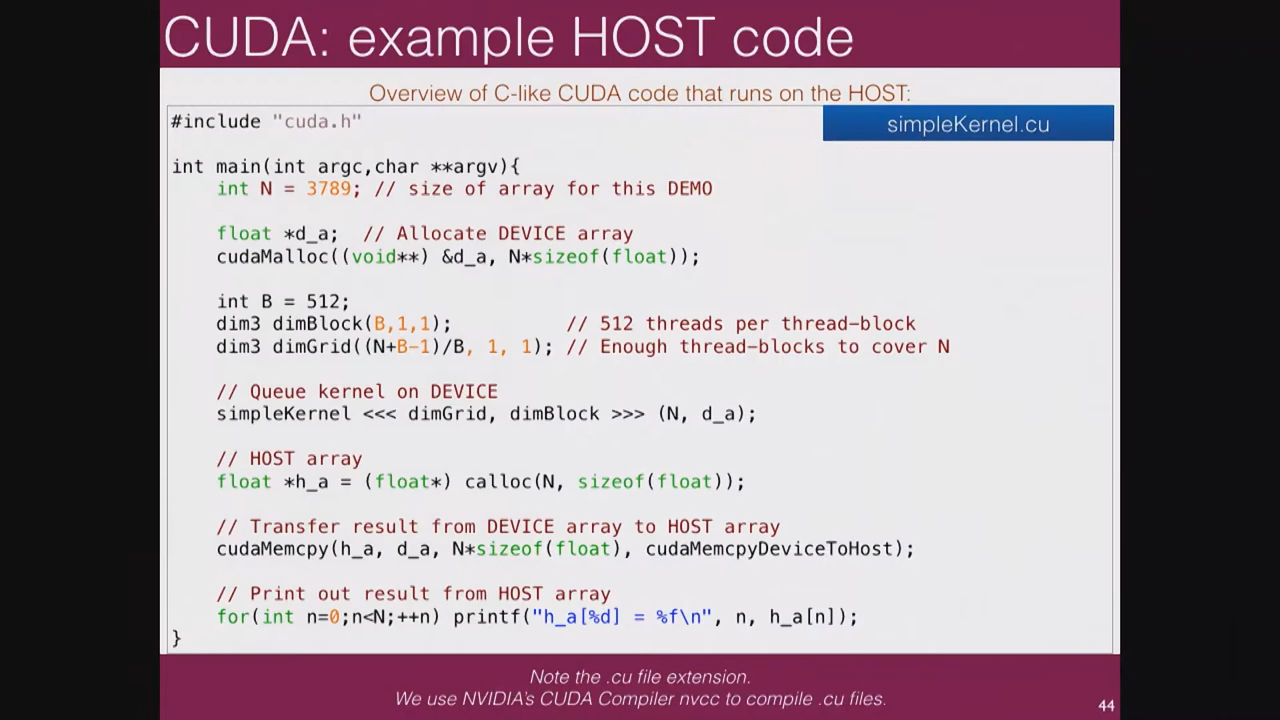 CUDA: example HOST code
Overview of C-like CUDA code that runs on the HOST:
simpleKernel.cu
#include "cuda.h"
int main(int argc,char **argv){
int N = 3789; // size of array for this DEMO
float *d_a;  // Allocate DEVICE array
cudaMalloc((void**) &d_a, N*sizeof(float));
int B = 512;
dim3 dimBlock(B,1,1);          // 512 threads per thread-block
dim3 dimGrid((N+B-1)/B, 1, 1); // Enough thread-blocks to cover N
// Queue kernel on DEVICE
simpleKernel <<< dimGrid, dimBlock >>> (N, d_a);
// HOST array
float *h_a = (float*) calloc(N, sizeof(float));
// Transfer result from DEVICE array to HOST array
cudaMemcpy(h_a, d_a, N*sizeof(float), cudaMemcpyDeviceToHost);
// Print out result from HOST array
for(int n=0;n<N;++n) printf("h_a[%d] = %f\n", n, h_a[n]);
}
Note the .cu file extension.
We use NVIDIA's CUDA Compiler nvcc to compile .cu files.
44